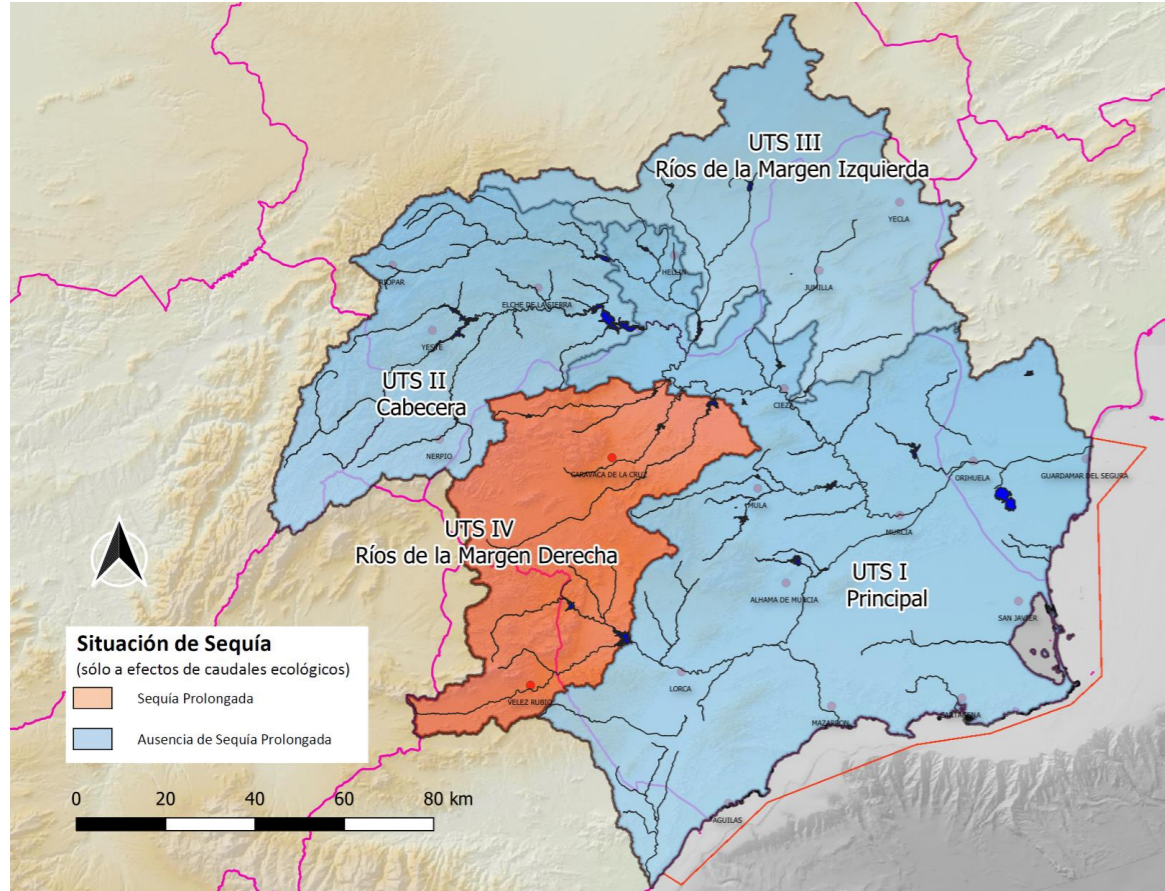 UTS III
Ríos de la Margen Izquierda
YECLA
HELLIN
RIOPAR
JUMILLA
ELCHE DE LA SIERRA
YESTE
UTS II
Cabecera
CIEZA
NERPIO
CARAVACA DE LA CRUZ
ORIHUELA
GUARDAMAR DEL SEGURA
MULA
MURCIA
UTS IV
Ríos de la Margen Derecha
UTS I
Principal
ALHAMA DE MURCIA
SAN JAVIER
LORCA
VELEZ RUBIO
MAZARRON
CARTAGENA
AGUILAS
Situación de Sequía
(sólo a efectos de caudales ecológicos)
Sequía Prolongada
Ausencia de Sequía Prolongada
0 20 40 60 80 km